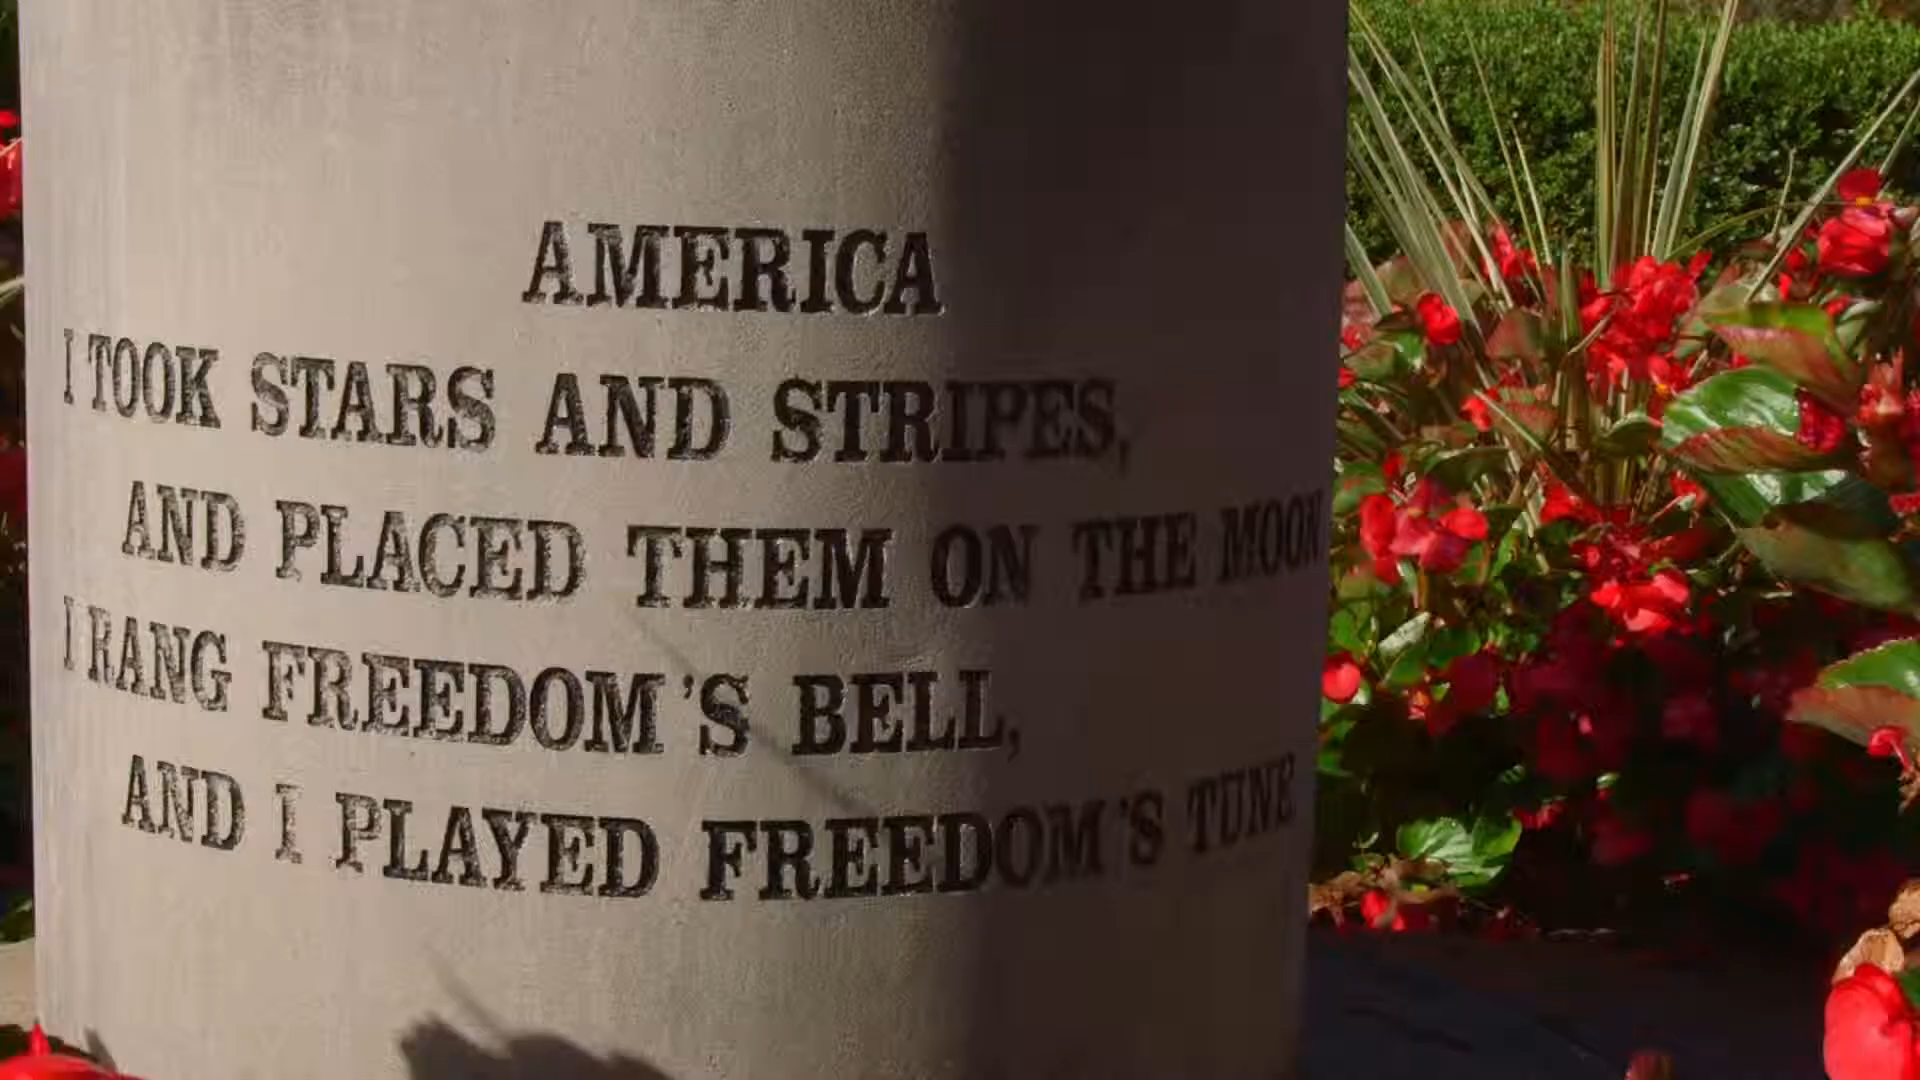 AMERICA
I TOOK STARS AND STRIPES,
AND PLACED THEM ON THE MOON
I RANG FREEDOM'S BELL,
AND I PLAYED FREEDOM'S TUNE